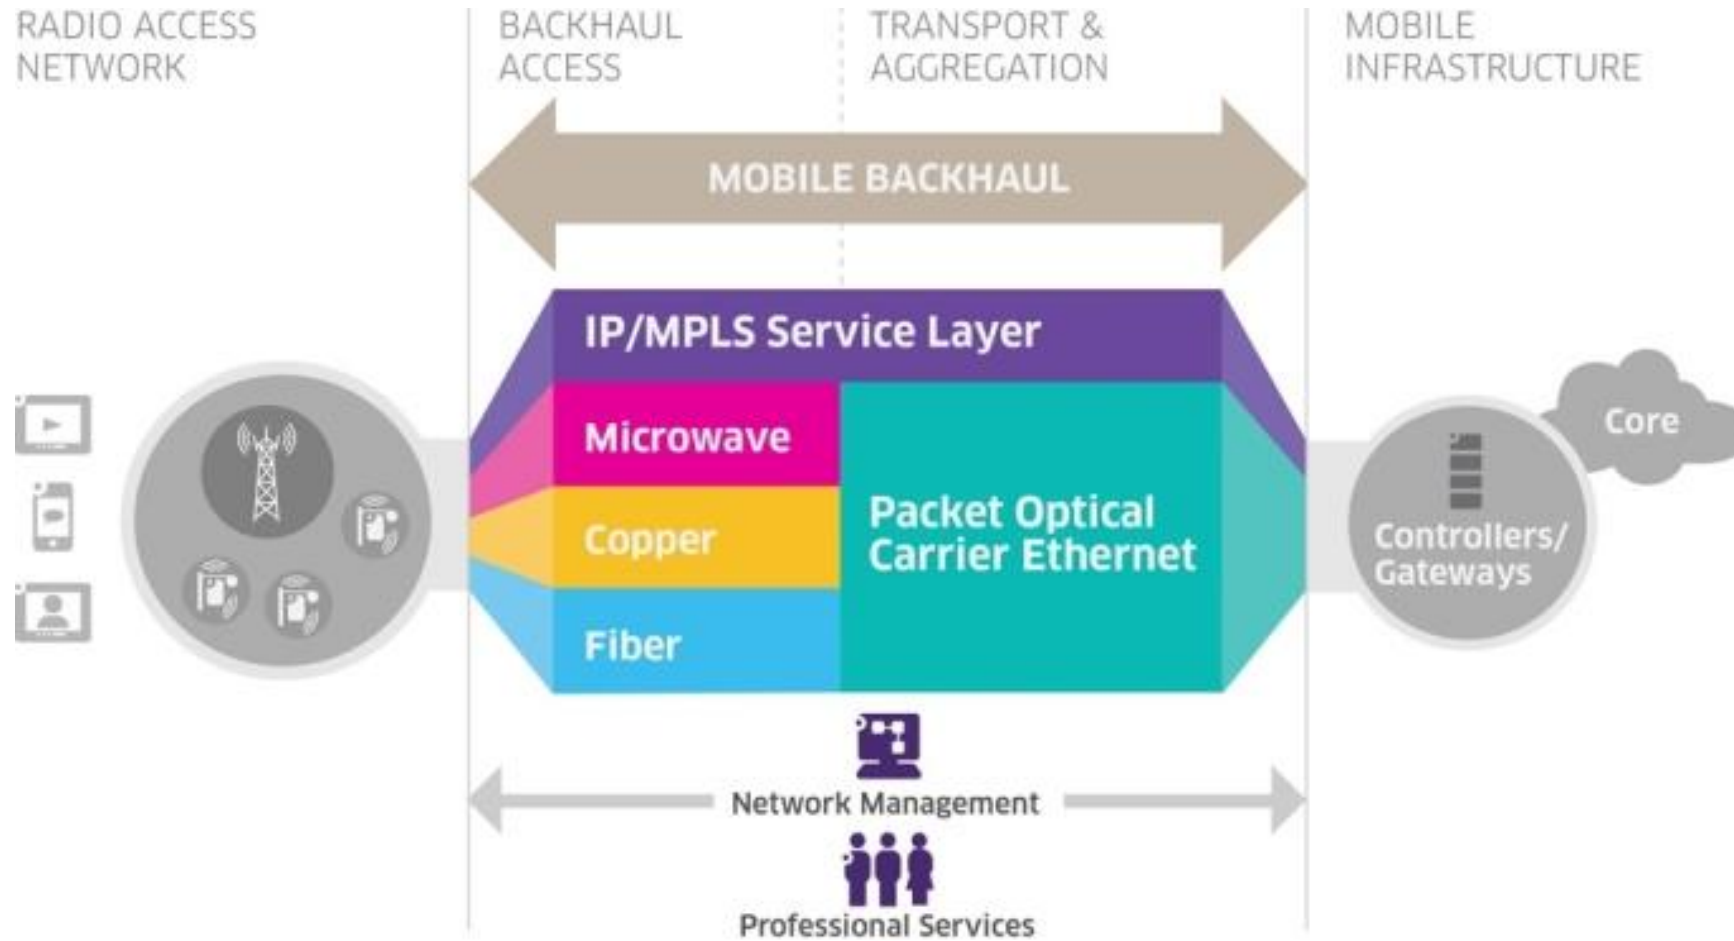 RADIO ACCESS
NETWORK
BACKHAUL
ACCESS
TRANSPORT &
AGGREGATION
MOBILE
INFRASTRUCTURE
MOBILE BACKHAUL
IP/MPLS Service Layer
Microwave
Copper
Fiber
Packet Optical
Carrier Ethernet
Core
Controllers/
Gateways
Network Management
Professional Services